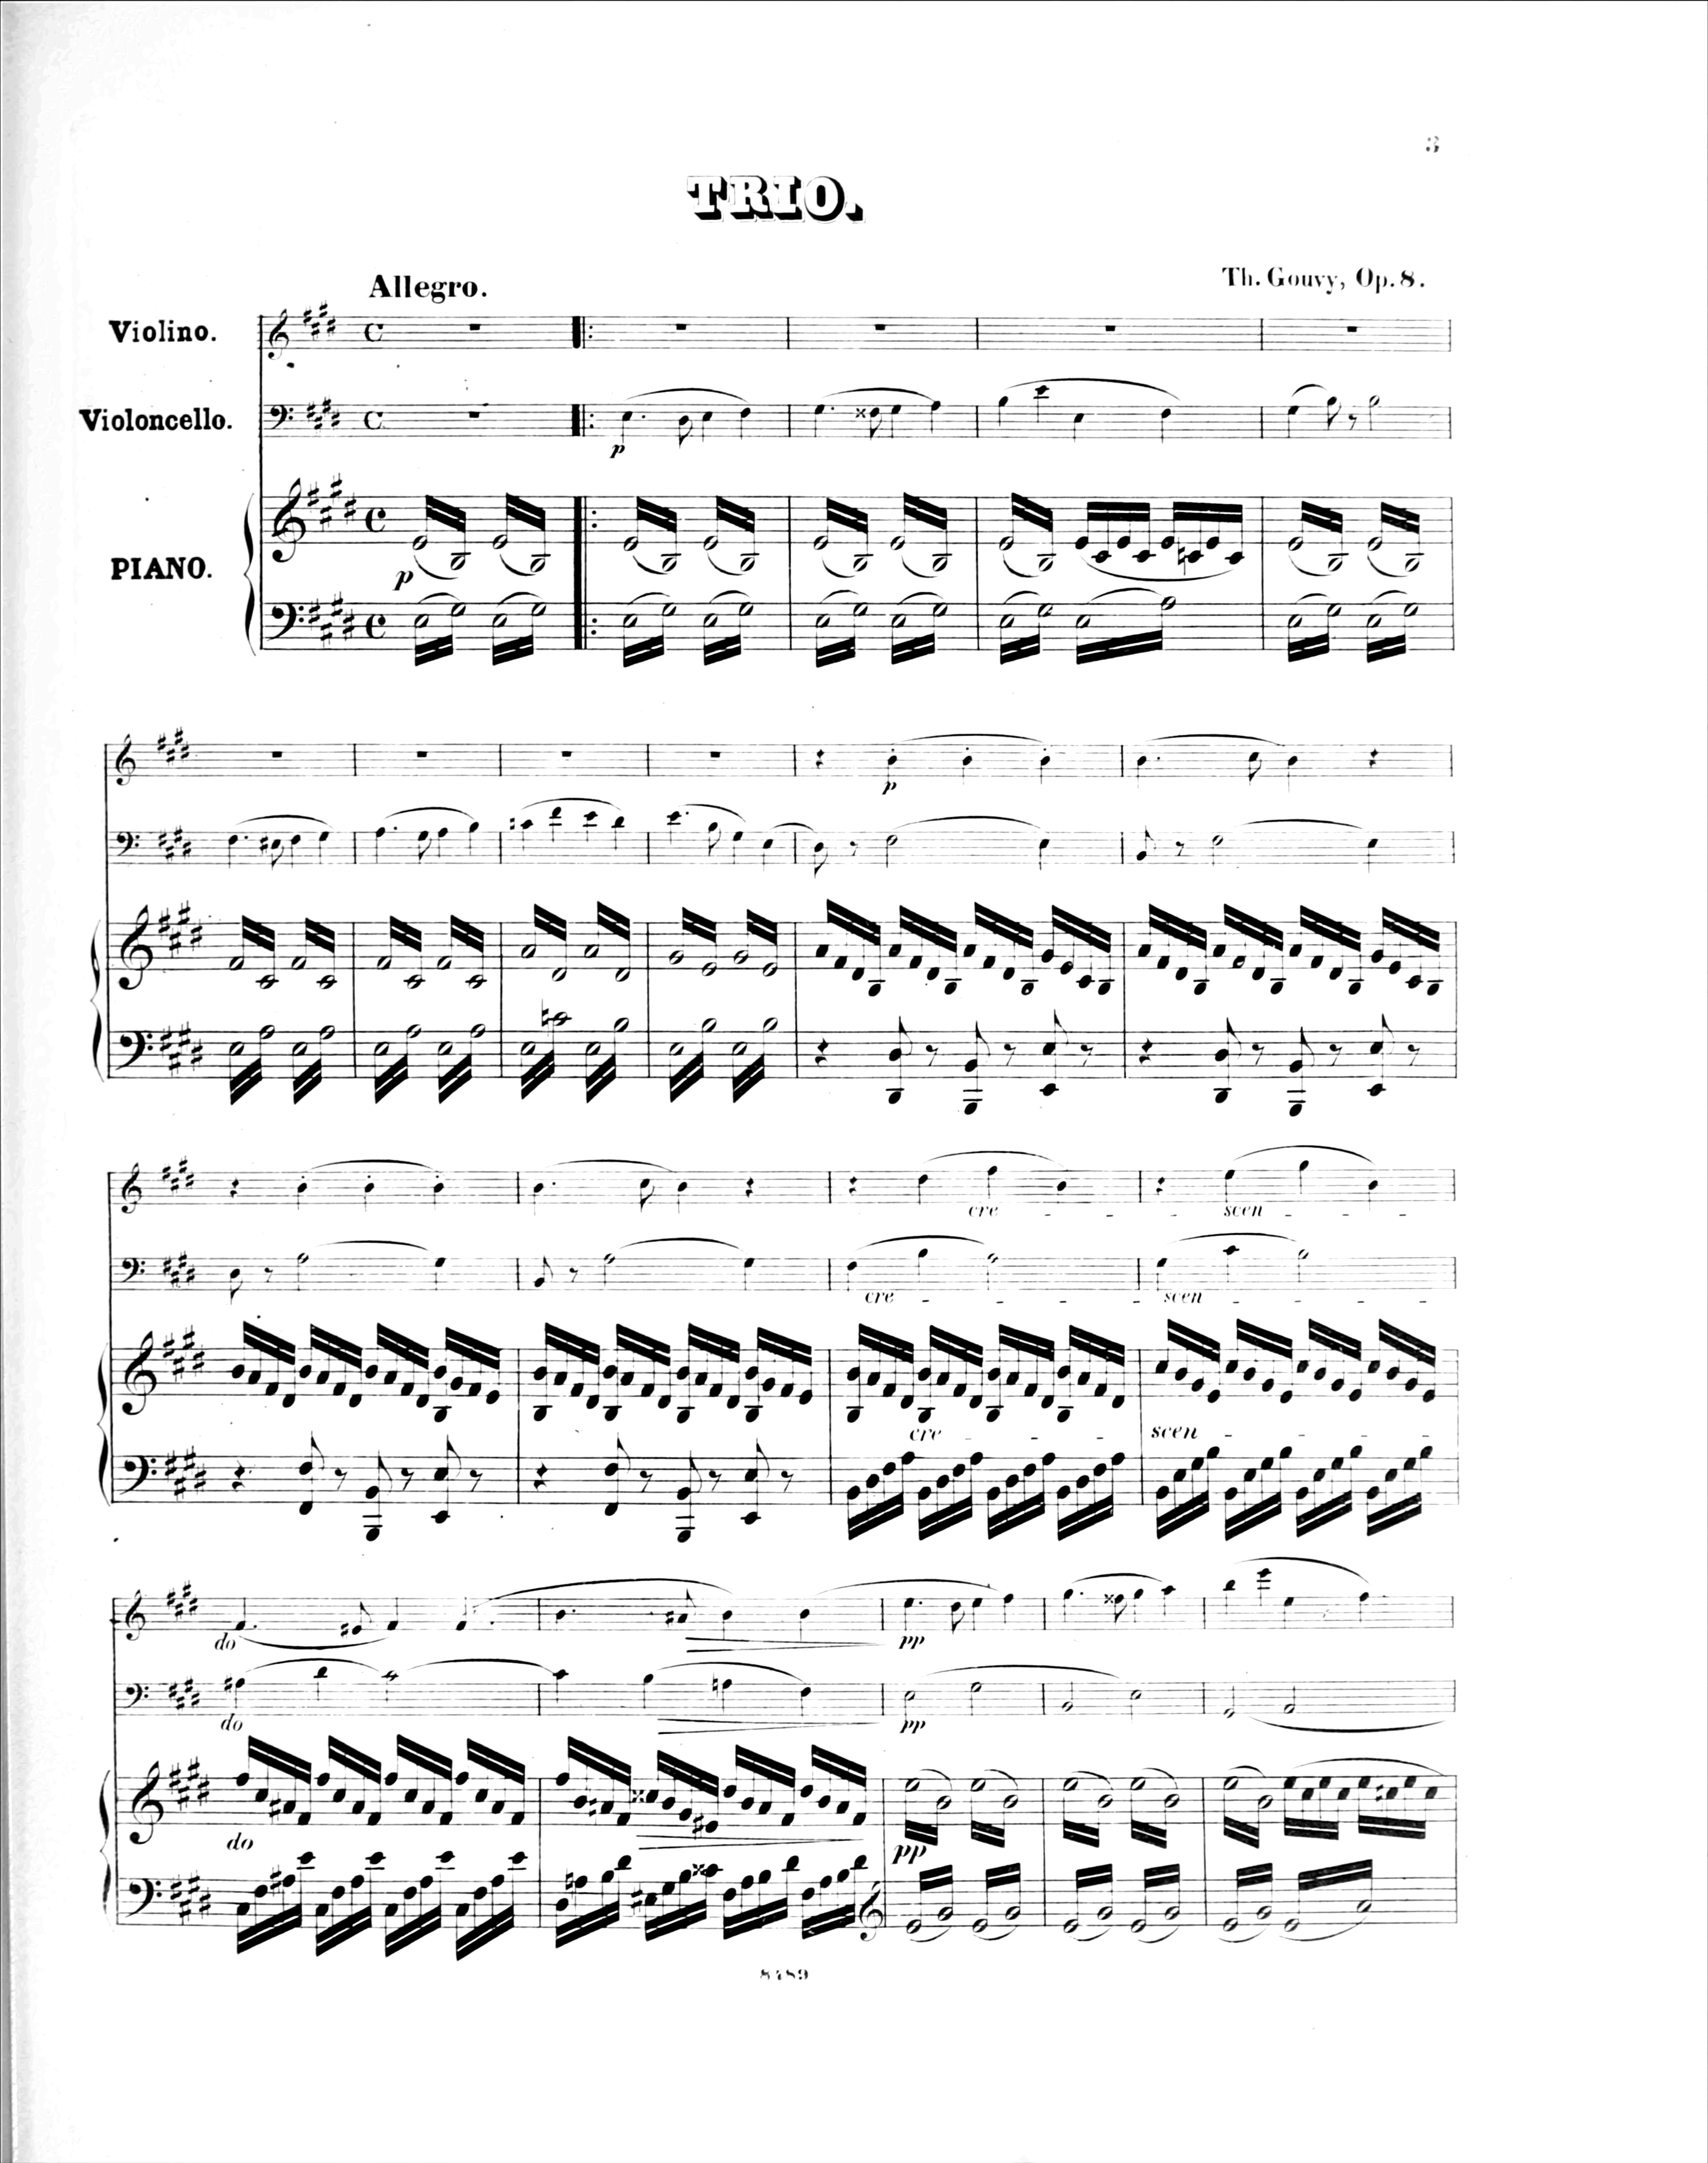 3
TRIO.
Allegro.
Th. Gouvy, Op. 8.
Violino.
Violoncello.
p
PIANO.
p
p
cre - - - scen - - -
cre - - - - scen - - - -
cre - - - scen - - - -
do
pp
do
pp
do
pp